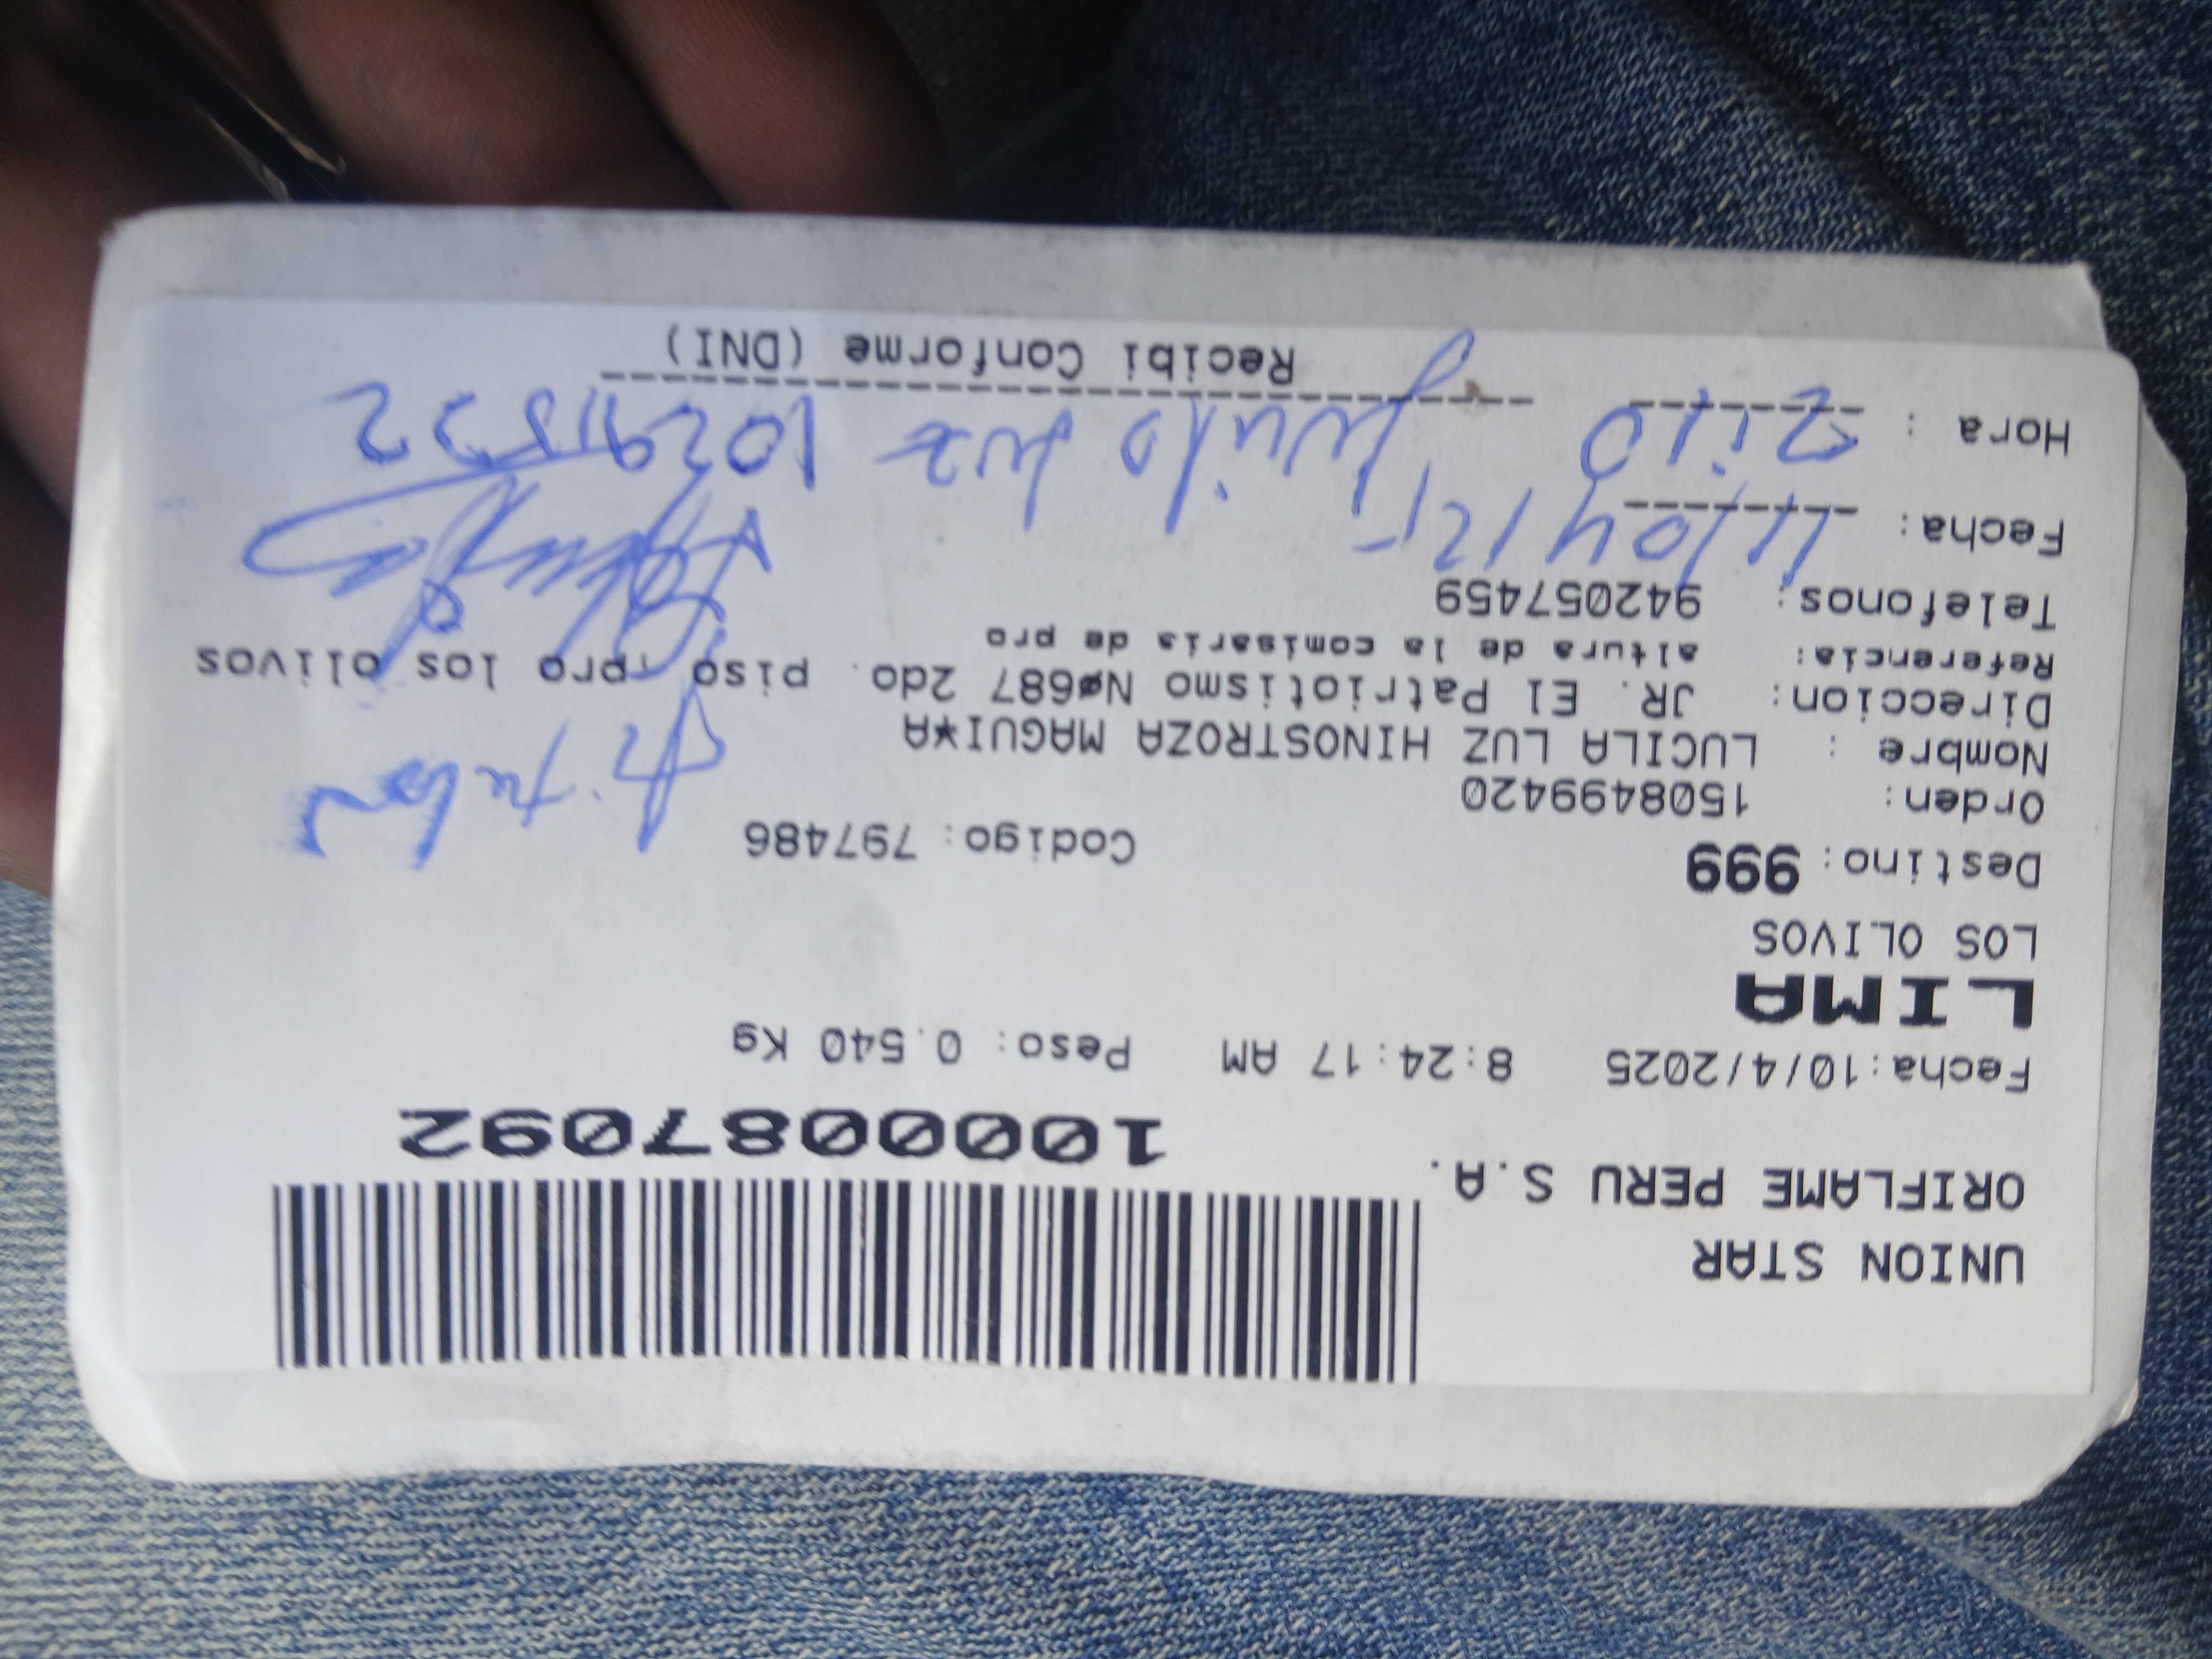 UNION STAR
ORIFLAME PERU S.A.
1000087092
Fecha:10/4/2025 8:24:17 AM Peso: 0.540 Kg
LIMA
LOS OLIVOS
Destino: 999 Codigo: 797486
Orden: 1508499420
Nombre : LUCILA LUZ HINOSTROZA MAGUI¥A
Direccion: JR. El Patriotismo Nø687 2do. piso -pro los olivos
Referencia: altura de la comisaria de pro
Telefonos: 942057459
Fecha: 11/04/25
Hora : 2:10
Recibi Conforme (DNI)